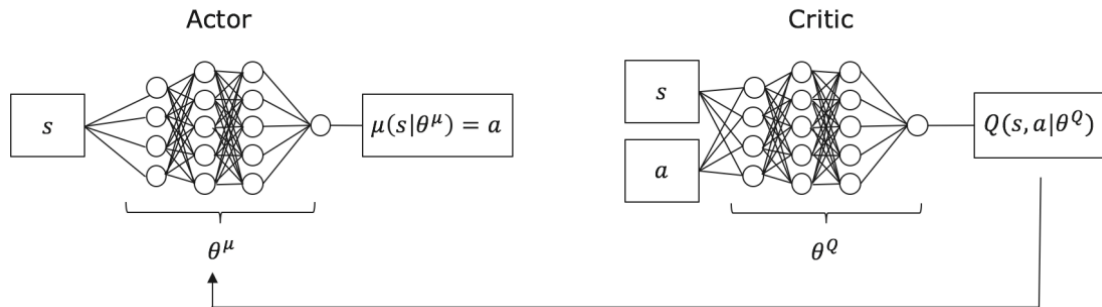 Actor
s
μ(s|θ^μ) = a
θ^μ
Critic
s
a
Q(s, a|θ^Q)
θ^Q